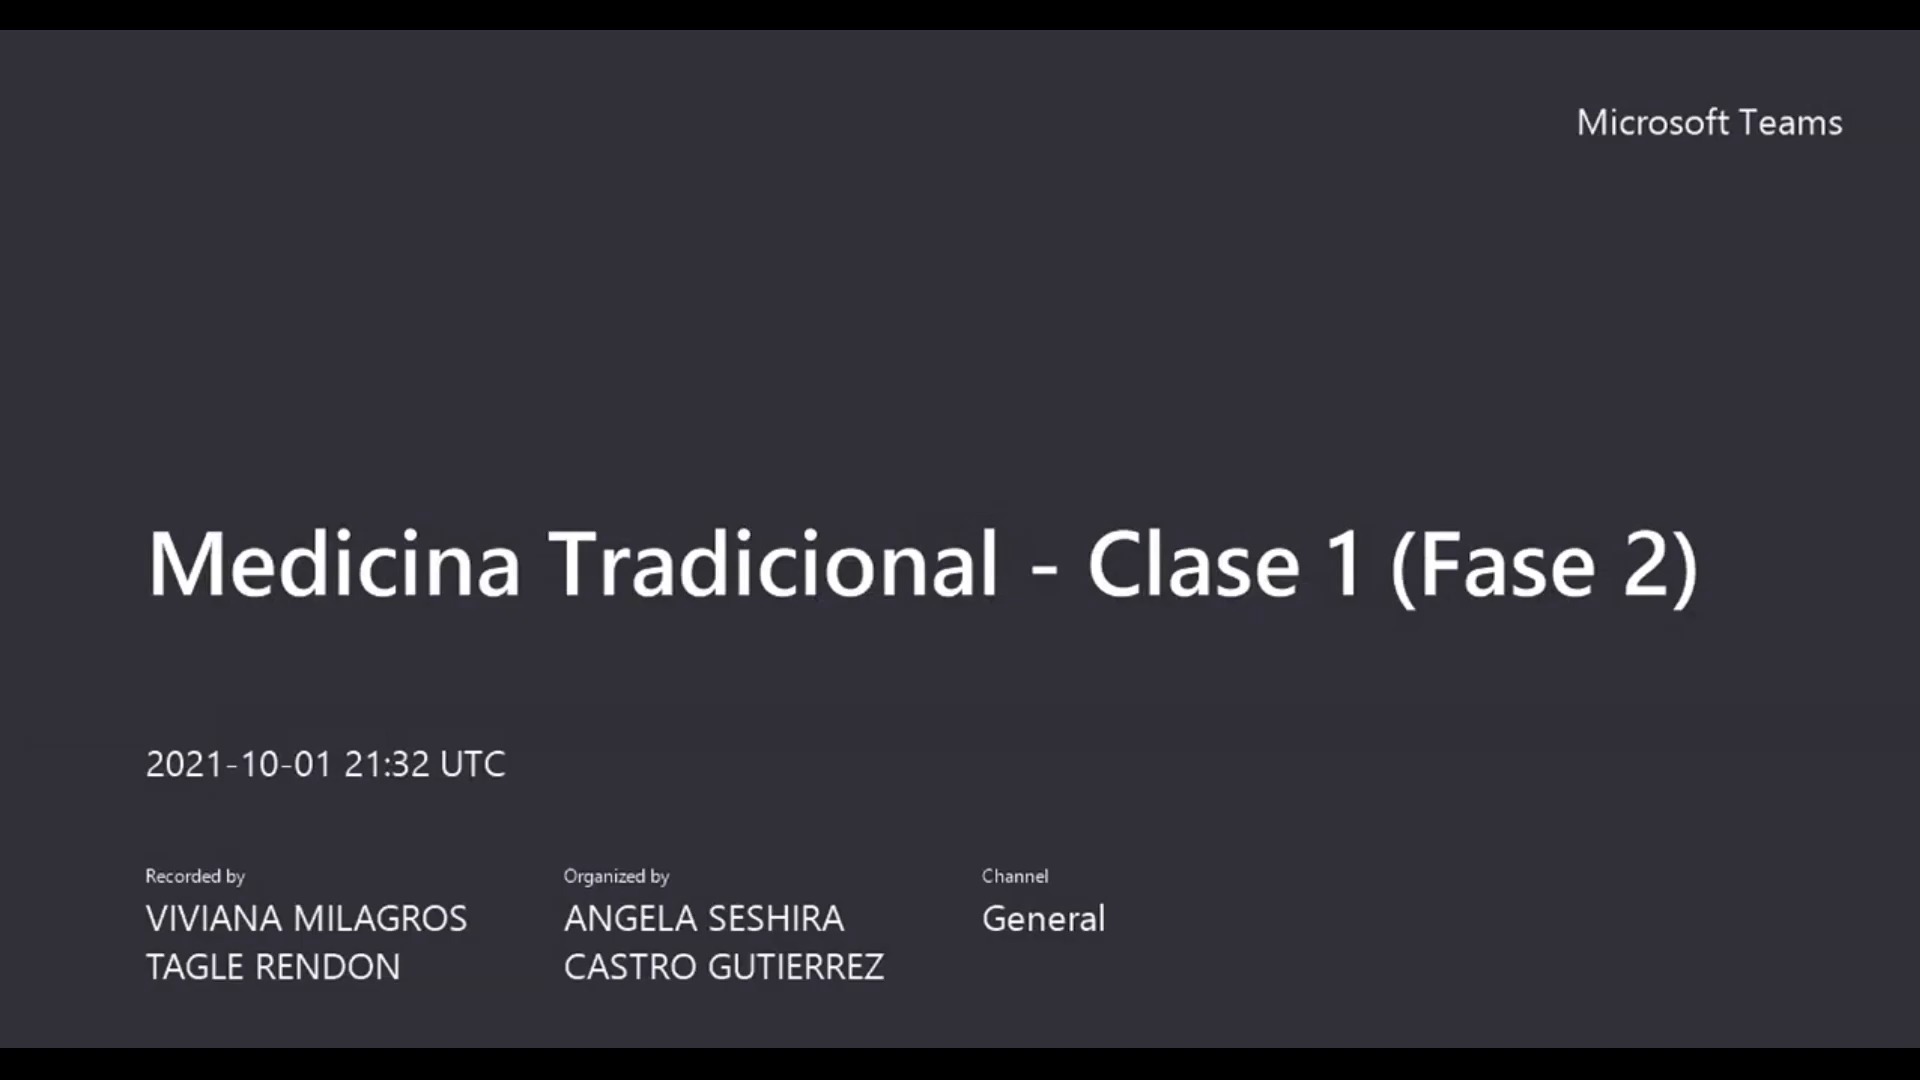 Microsoft Teams
Medicina Tradicional - Clase 1 (Fase 2)
2021-10-01 21:32 UTC
Recorded by
VIVIANA MILAGROS
TAGLE RENDON
Organized by
ANGELA SESHIRA
CASTRO GUTIERREZ
Channel
General